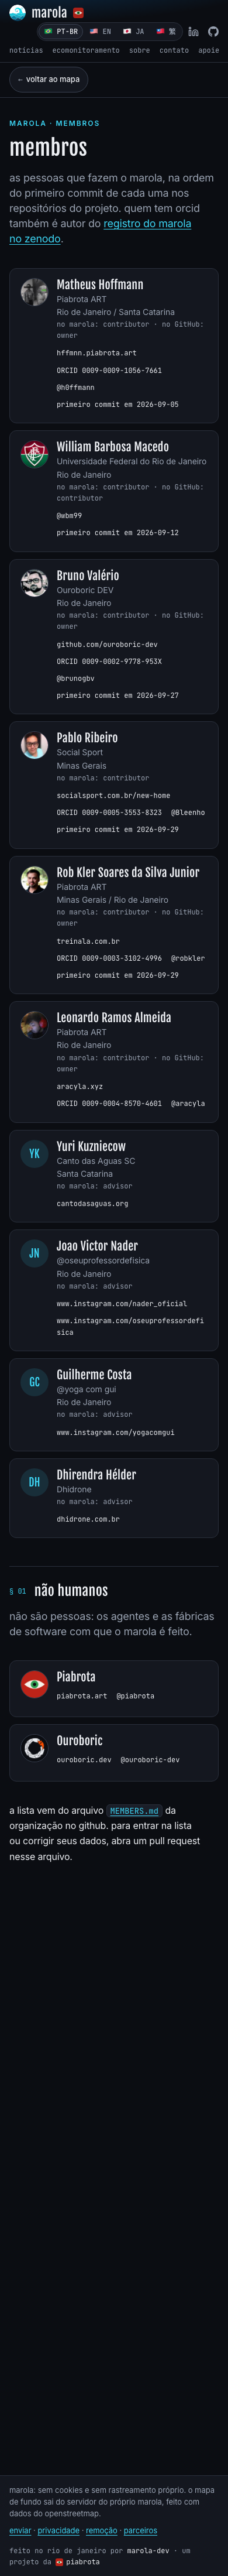 marola
PT-BR EN JA 繁
notícias ecomonitoramento sobre contato apoie
← voltar ao mapa
MAROLA · MEMBROS
membros
as pessoas que fazem o marola, na ordem
do primeiro commit de cada uma nos
repositórios do projeto. quem tem orcid
também é autor do registro do marola
no zenodo.
Matheus Hoffmann
Piabrota ART
Rio de Janeiro / Santa Catarina
no marola: contributor · no GitHub:
owner
hffmnn.piabrota.art
ORCID 0009-0009-1056-7661
@h0ffmann
primeiro commit em 2026-09-05
William Barbosa Macedo
Universidade Federal do Rio de Janeiro
Rio de Janeiro
no marola: contributor · no GitHub:
contributor
@wbm99
primeiro commit em 2026-09-12
Bruno Valério
Ouroboric DEV
Rio de Janeiro
no marola: contributor · no GitHub:
owner
github.com/ouroboric-dev
ORCID 0009-0002-9778-953X
@brunogbv
primeiro commit em 2026-09-27
Pablo Ribeiro
Social Sport
Minas Gerais
no marola: contributor
socialsport.com.br/new-home
ORCID 0009-0005-3553-8323 @0leenho
primeiro commit em 2026-09-29
Rob Kler Soares da Silva Junior
Piabrota ART
Minas Gerais / Rio de Janeiro
no marola: contributor · no GitHub:
owner
treinala.com.br
ORCID 0009-0003-3102-4996 @robkler
primeiro commit em 2026-09-29
Leonardo Ramos Almeida
Piabrota ART
Rio de Janeiro
no marola: contributor · no GitHub:
owner
aracyla.xyz
ORCID 0009-0004-8570-4601 @aracyla
YK
Yuri Kuzniecow
Canto das Aguas SC
Santa Catarina
no marola: advisor
cantodasaguas.org
JN
Joao Victor Nader
@oseuprofessordefisica
Rio de Janeiro
no marola: advisor
www.instagram.com/nader_oficial
www.instagram.com/oseuprofessordefi
sica
GC
Guilherme Costa
@yoga com gui
Rio de Janeiro
no marola: advisor
www.instagram.com/yogacomgui
DH
Dhirendra Hélder
Dhidrone
no marola: advisor
dhidrone.com.br
§ 01 não humanos
não são pessoas: os agentes e as fábricas
de software com que o marola é feito.
Piabrota
piabrota.art @piabrota
Ouroboric
ouroboric.dev @ouroboric-dev
a lista vem do arquivo MEMBERS.md da
organização no github. para entrar na lista
ou corrigir seus dados, abra um pull request
nesse arquivo.
marola: sem cookies e sem rastreamento próprio. o mapa
de fundo sai do servidor do próprio marola, feito com
dados do openstreetmap.
enviar · privacidade · remoção · parceiros
feito no rio de janeiro por marola-dev · um
projeto da piabrota